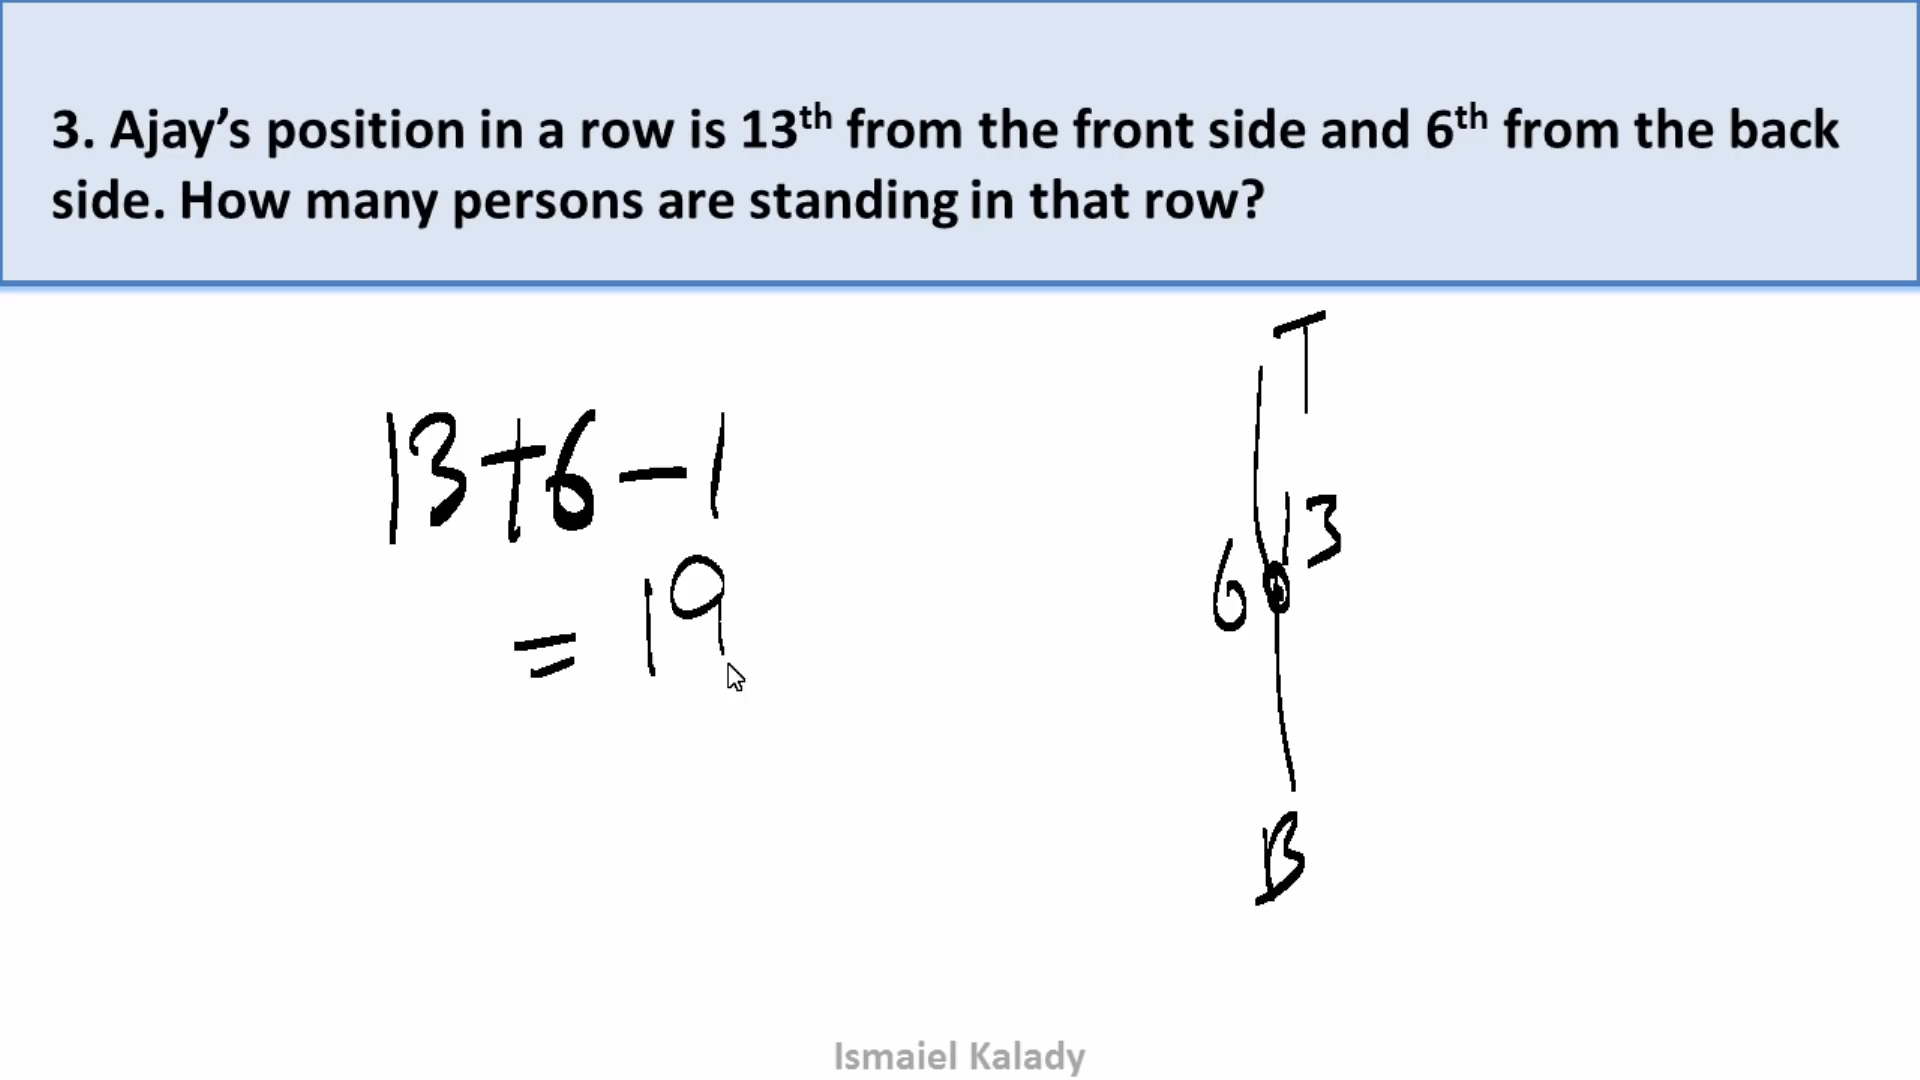 3. Ajay’s position in a row is 13th from the front side and 6th from the back
side. How many persons are standing in that row?
13+6-1
= 19
T
13
6
B
Ismaiel Kalady